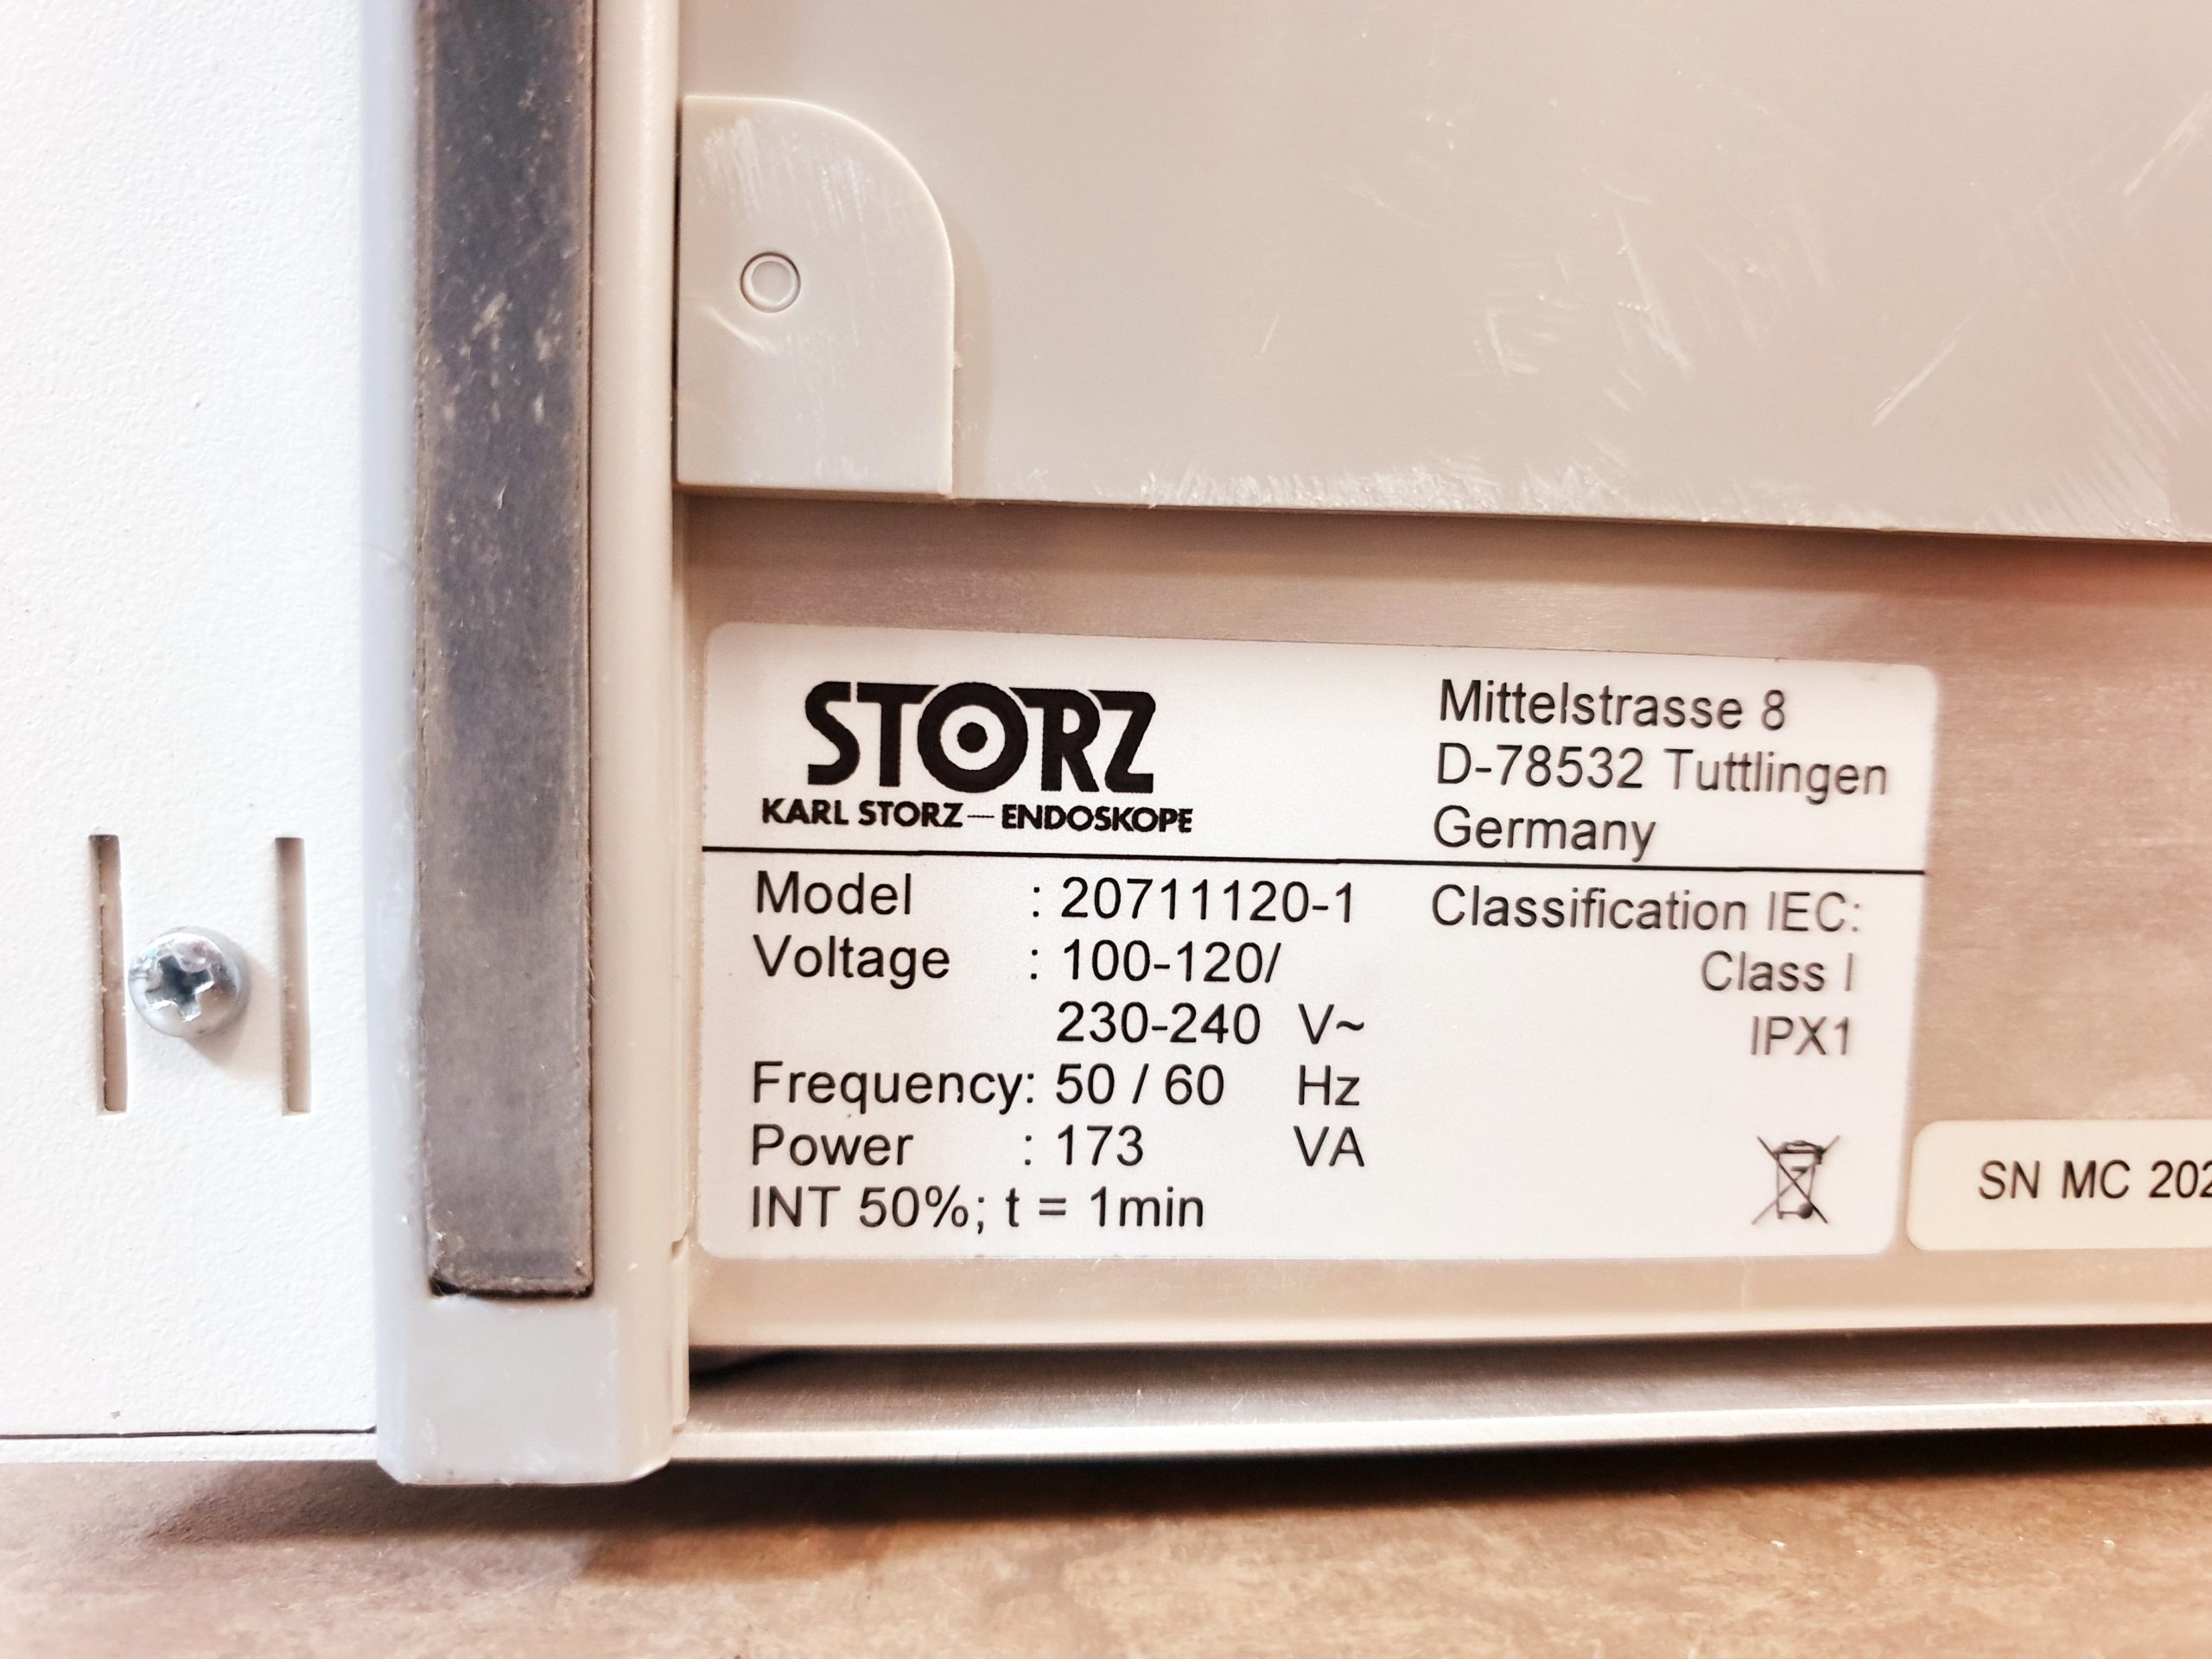 STORZ
KARL STORZ—ENDOSKOPE
Mittelstrasse 8
D-78532 Tuttlingen
Germany
Model : 20711120-1
Voltage : 100-120/
230-240 V~
Frequency: 50 / 60 Hz
Power : 173 VA
INT 50%; t = 1min
Classification IEC:
Class I
IPX1
SN MC 202